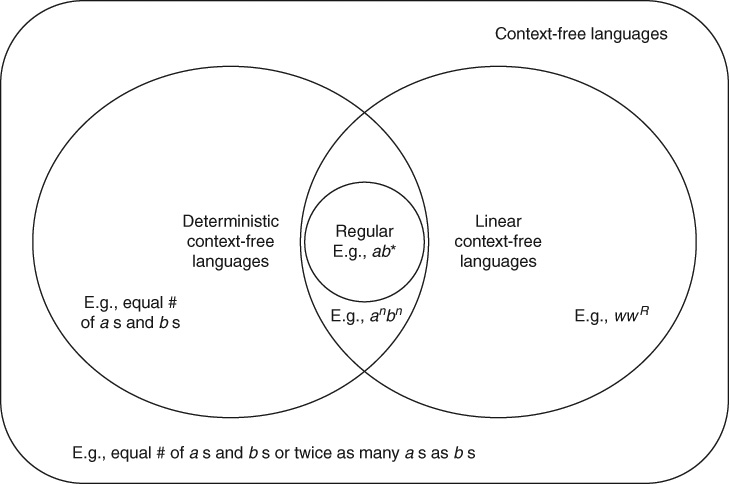 Context-free languages
Deterministic
context-free
languages
Regular
E.g., ab*
Linear
context-free
languages
E.g., equal #
of a s and b s
E.g., aⁿbⁿ
E.g., wwᴿ
E.g., equal # of a s and b s or twice as many a s as b s